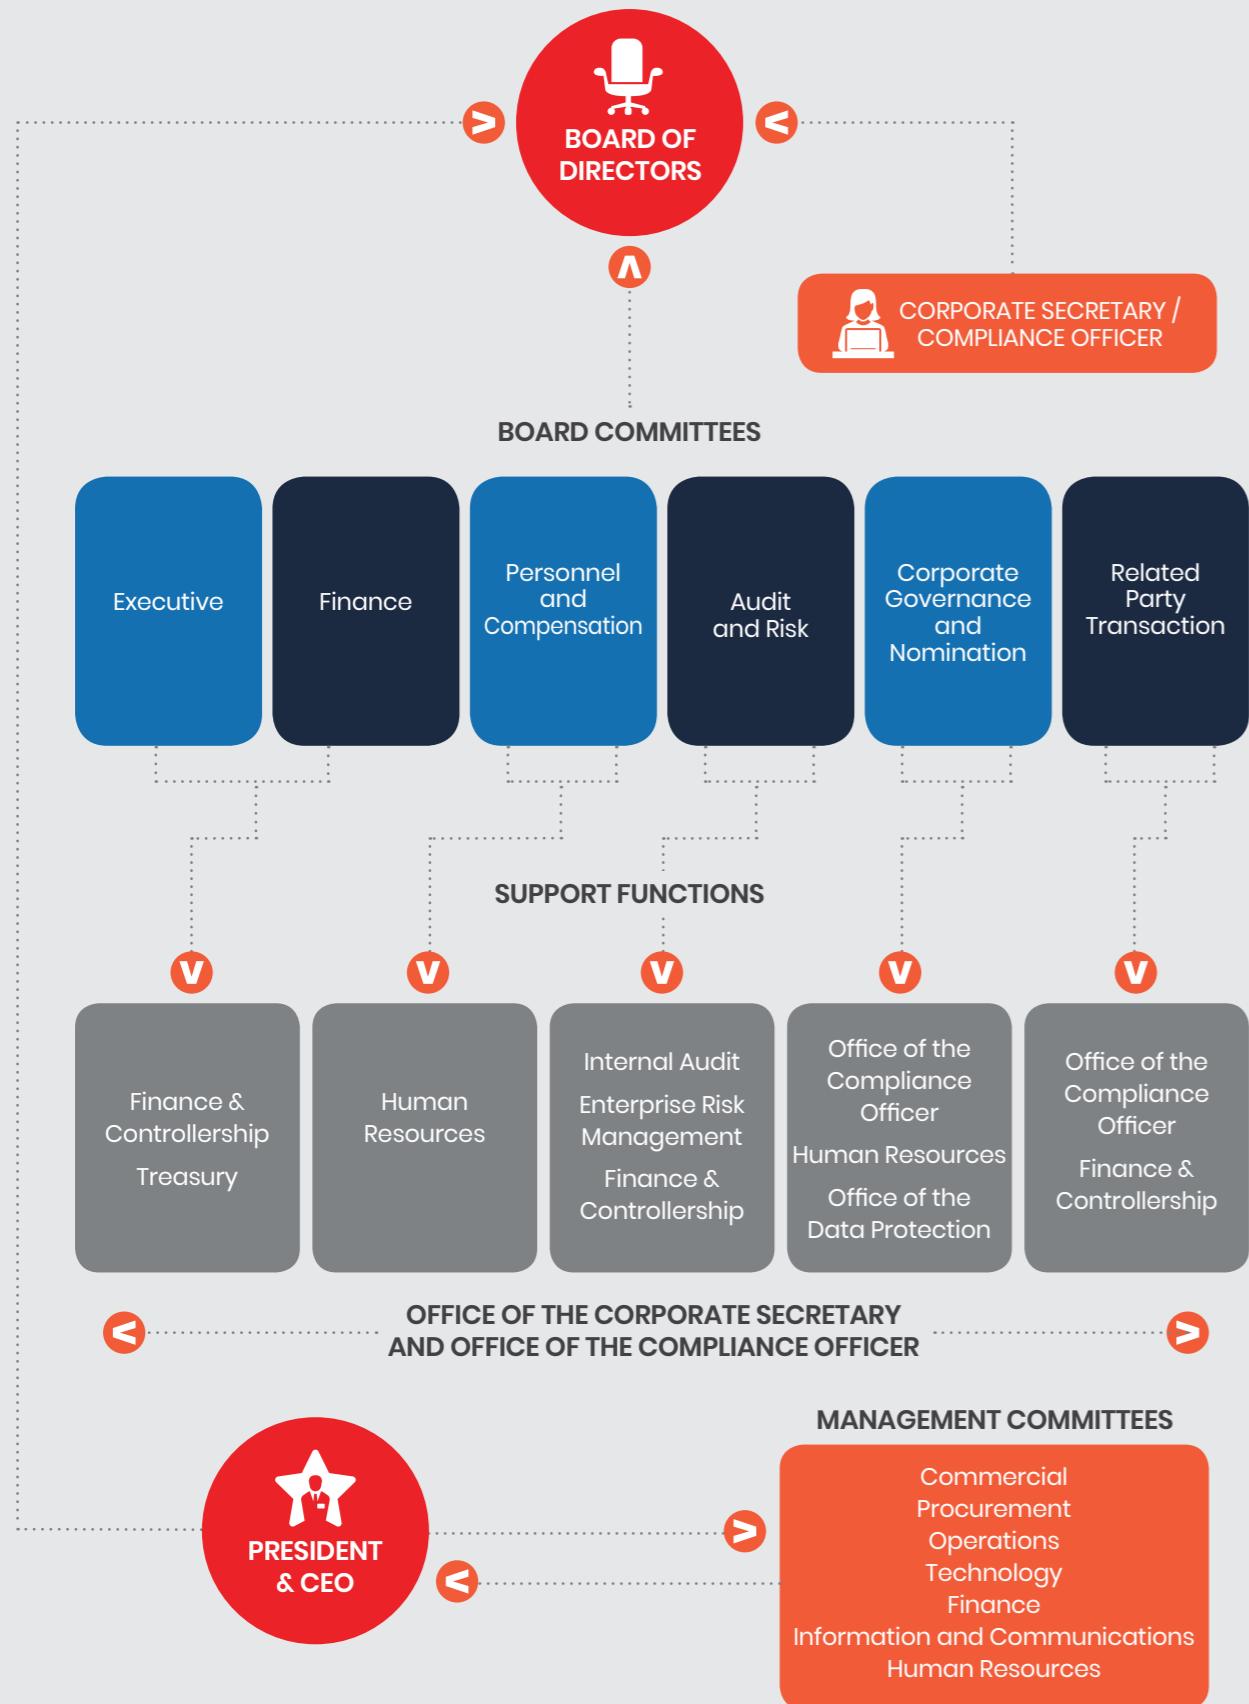 BOARD OF
DIRECTORS
CORPORATE SECRETARY /
COMPLIANCE OFFICER
BOARD COMMITTEES
Executive
Finance
Personnel
and
Compensation
Audit
and Risk
Corporate
Governance
and
Nomination
Related
Party
Transaction
SUPPORT FUNCTIONS
Finance &
Controllership
Treasury
Human
Resources
Internal Audit
Enterprise Risk
Management
Finance &
Controllership
Office of the
Compliance
Officer
Human Resources
Office of the
Data Protection
Office of the
Compliance
Officer
Finance &
Controllership
OFFICE OF THE CORPORATE SECRETARY
AND OFFICE OF THE COMPLIANCE OFFICER
PRESIDENT
& CEO
MANAGEMENT COMMITTEES
Commercial
Procurement
Operations
Technology
Finance
Information and Communications
Human Resources